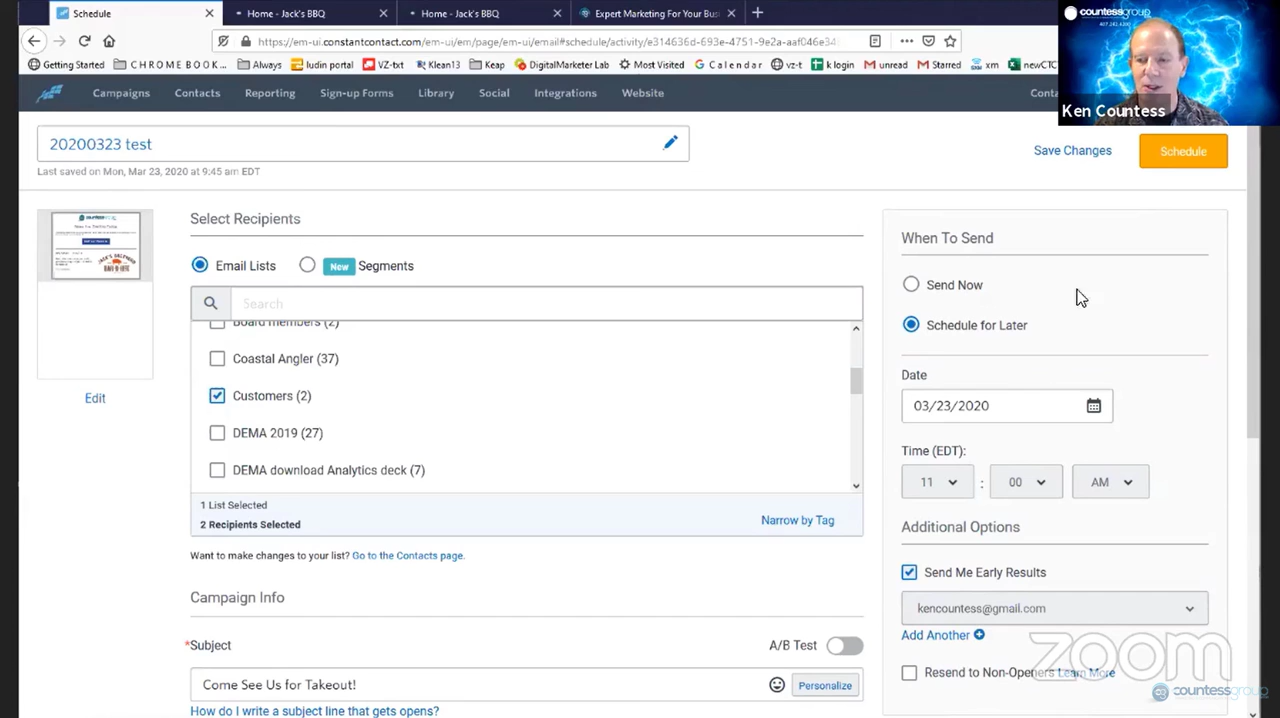 Schedule
Home - Jack's BBQ
Home - Jack's BBQ
Expert Marketing For Your Bus
https://em-ui.constantcontact.com/em-ui/em/page/em-ui/email#schedule/activity/e314636d-693e-4751-9e2a-aaf046e34
Getting Started
C H R O M E B O O K ...
Always
ludin portal
VZ-txt
Klean13
Keap
DigitalMarketer Lab
Most Visited
C a l e n d a r
vz-t
k login
unread
Starred
xm
newCTC
countessgroup
Ken Countess
Campaigns
Contacts
Reporting
Sign-up Forms
Library
Social
Integrations
Website
Conta
20200323 test
Save Changes
Schedule
Last saved on Mon, Mar 23, 2020 at 9:45 am EDT
Edit
Select Recipients
Email Lists
New Segments
Search
Board members (2)
Coastal Angler (37)
Customers (2)
DEMA 2019 (27)
DEMA download Analytics deck (7)
1 List Selected
2 Recipients Selected
Narrow by Tag
Want to make changes to your list? Go to the Contacts page.
Campaign Info
*Subject
A/B Test
Come See Us for Takeout!
Personalize
How do I write a subject line that gets opens?
When To Send
Send Now
Schedule for Later
Date
03/23/2020
Time (EDT):
11 : 00 AM
Additional Options
Send Me Early Results
kencountess@gmail.com
Add Another
Resend to Non-Openers Learn More
zoom
countessgroup